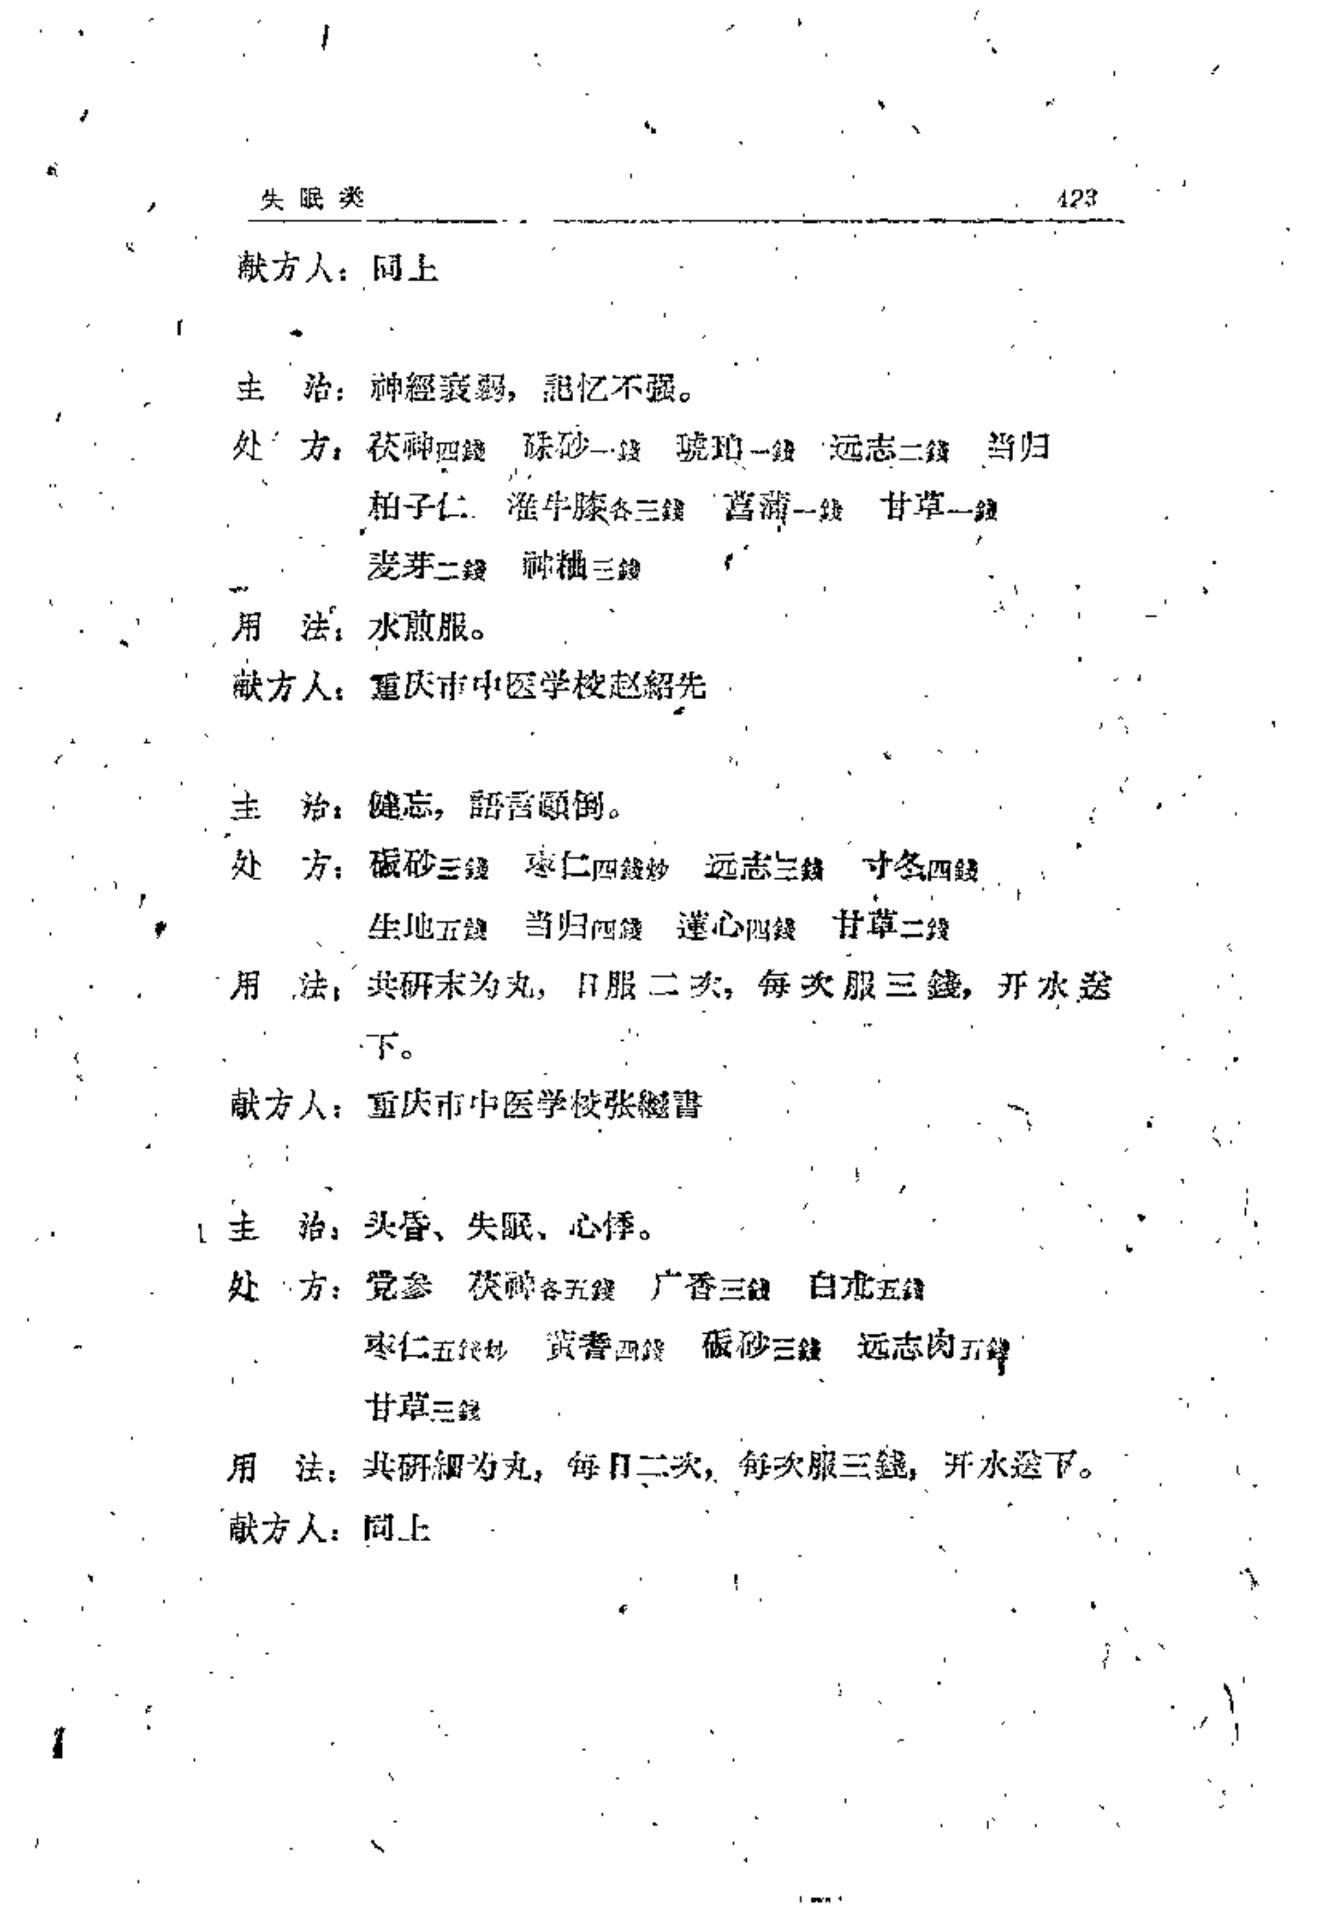 失眠类 423
献方人：同上
主　治：神經衰弱，記忆不强。
处　方：茯神四錢　硃砂一錢　琥珀一錢　远志二錢　当归
柏子仁　淮牛膝各三錢　菖蒲一錢　甘草一錢
麦芽二錢　神粬三錢
用　法：水煎服。
献方人：重庆市中医学校赵紹先
主　治：健忘，語言顚倒。
处　方：硃砂三錢　枣仁四錢炒　远志三錢　寸冬四錢
生地五錢　当归四錢　蓮心四錢　甘草二錢
用　法：共研末为丸，日服二次，每次服三錢，开水送
下。
献方人：重庆市中医学校张繼書
主　治：头昏、失眠、心悸。
处　方：党参　茯神各五錢　广香三錢　白朮五錢
枣仁五錢炒　黃耆四錢　硃砂三錢　远志肉五錢
甘草三錢
用　法：共研細为丸，每日二次，每次服三錢，开水送下。
献方人：同上